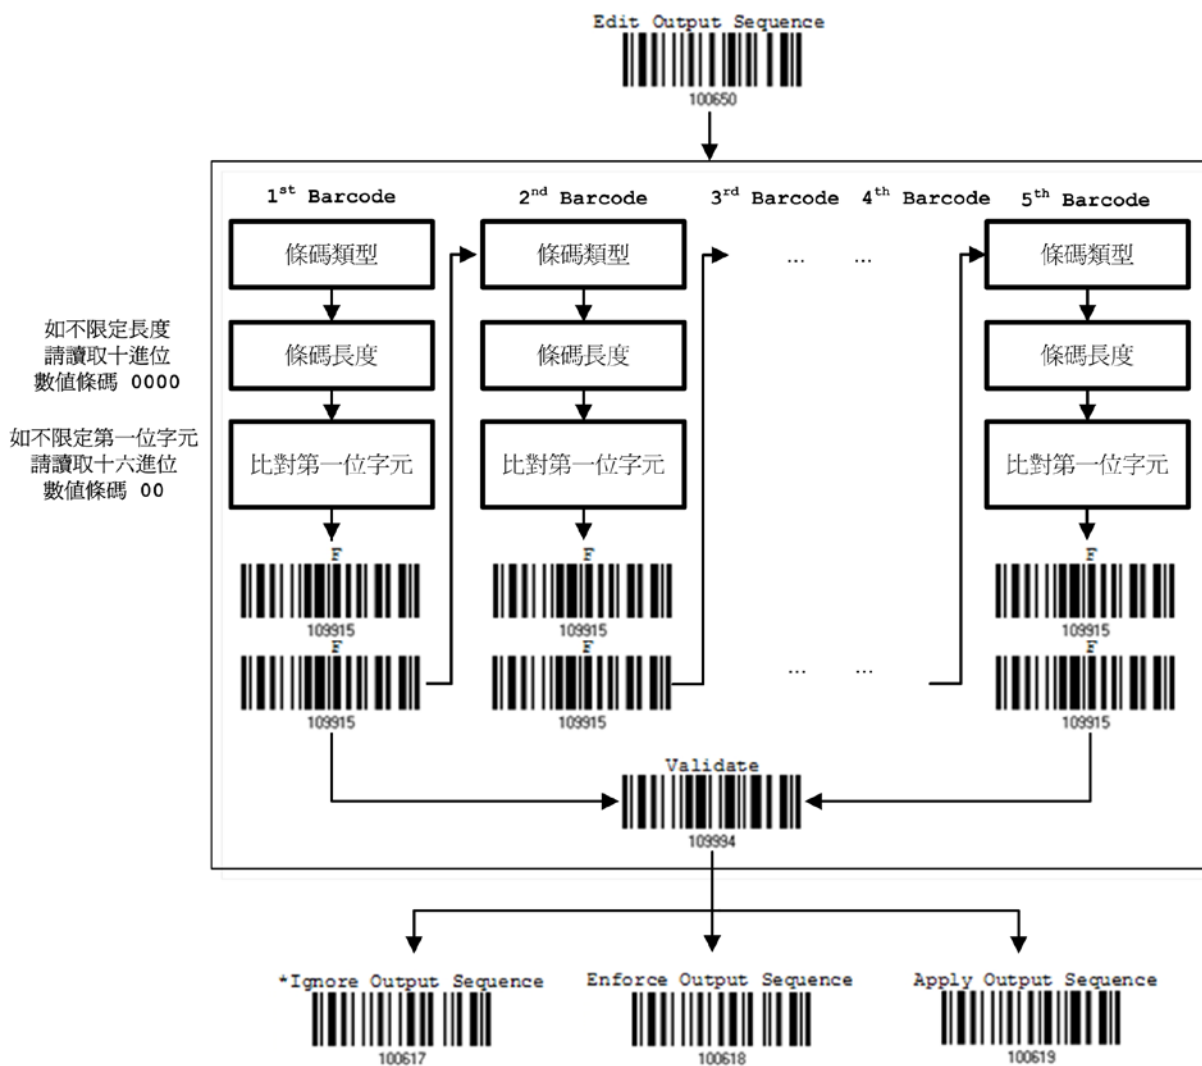 Edit Output Sequence
100650
1st Barcode 2nd Barcode 3rd Barcode 4th Barcode 5th Barcode
條碼類型 條碼類型 ... ... 條碼類型
如不限定長度
請讀取十進位
數值條碼 0000
條碼長度 條碼長度 條碼長度
如不限定第一位字元
請讀取十六進位
數值條碼 00
比對第一位字元 比對第一位字元 比對第一位字元
F F F
109915 109915 109915
F F F
... ...
109915 109915 109915
Validate
109994
*Ignore Output Sequence Enforce Output Sequence Apply Output Sequence
100617 100618 100619